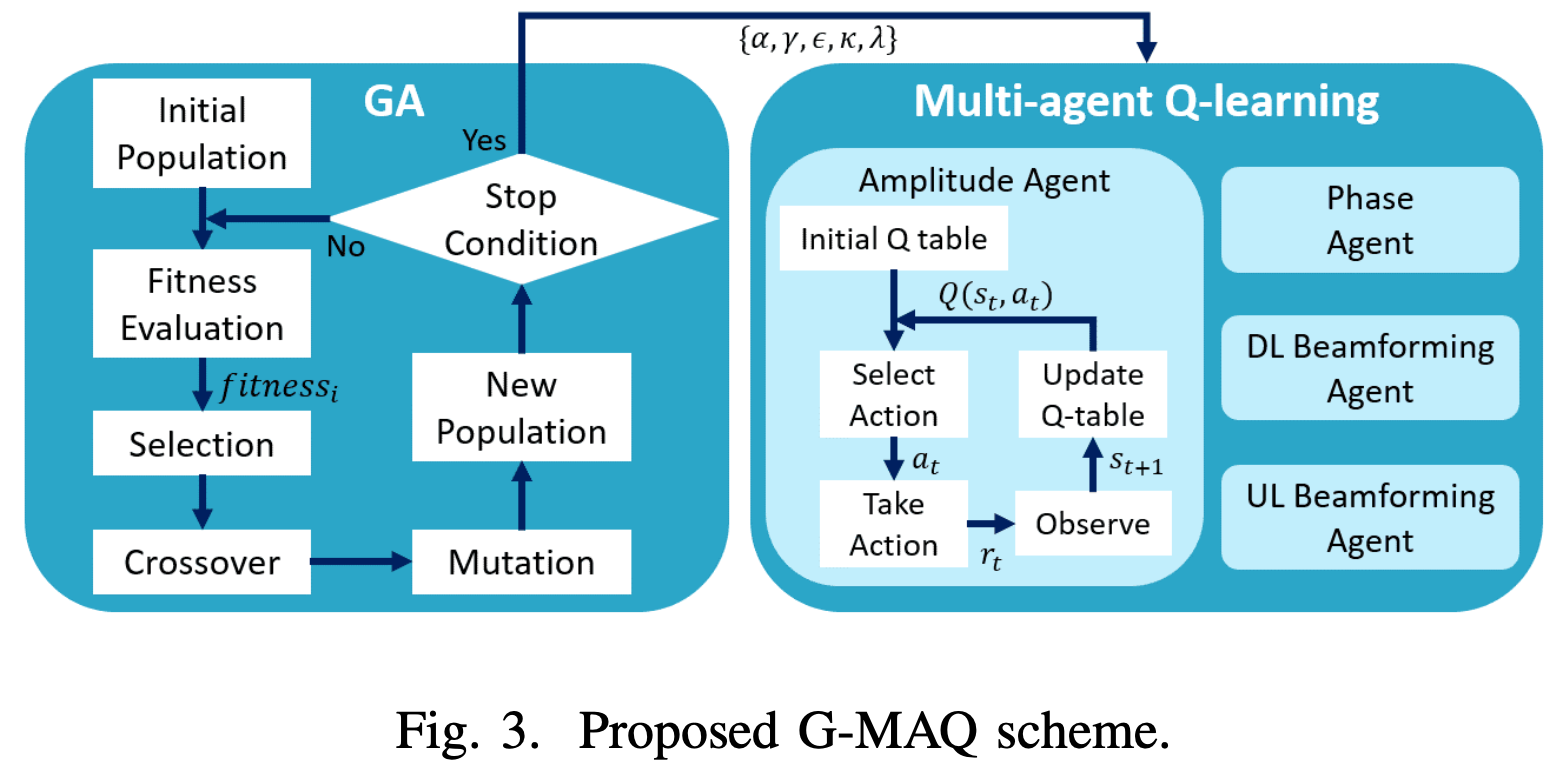 {α, γ, ϵ, κ, λ}
GA
Initial
Population
Yes
Stop
Condition
No
Fitness
Evaluation
fitness_i
Selection
New
Population
Crossover
Mutation
Multi-agent Q-learning
Amplitude Agent
Initial Q table
Q(s_t, a_t)
Select
Action
Update
Q-table
a_t
s_{t+1}
Take
Action
r_t
Observe
Phase
Agent
DL Beamforming
Agent
UL Beamforming
Agent
Fig. 3. Proposed G-MAQ scheme.